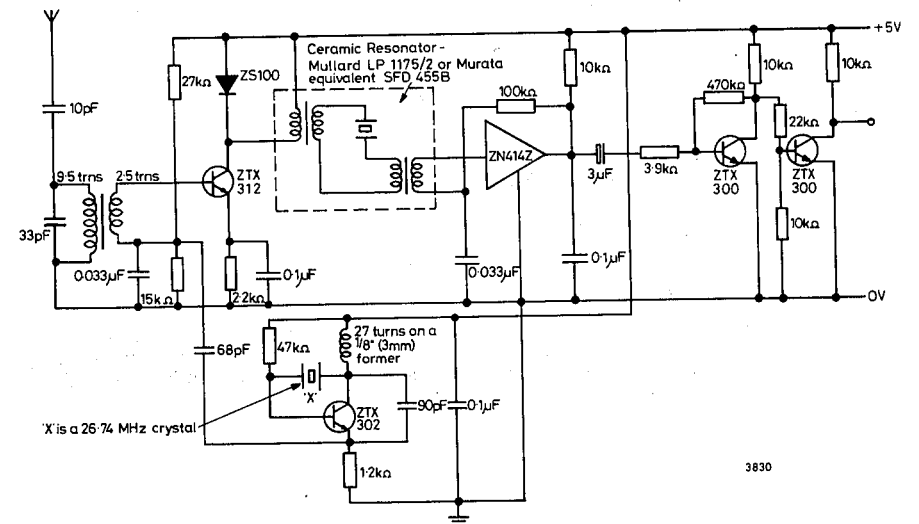 +5V
Ceramic Resonator-
Mullard LP 1175/2 or Murata
equivalent SFD 455B
27kΩ
ZS100
10kΩ
10kΩ
10kΩ
100kΩ
470kΩ
10pF
22kΩ
ZN414Z
9·5 trns
2·5 trns
ZTX
312
3µF
3·9kΩ
ZTX
300
ZTX
300
33pF
0·033µF
15kΩ
2·2kΩ
0·1µF
0·033µF
0·1µF
10kΩ
0V
68pF
47kΩ
27 turns on a
1/8" (3mm)
former
'X'
90pF
0·1µF
ZTX
302
'X' is a 26·74 MHz crystal
1·2kΩ
3830